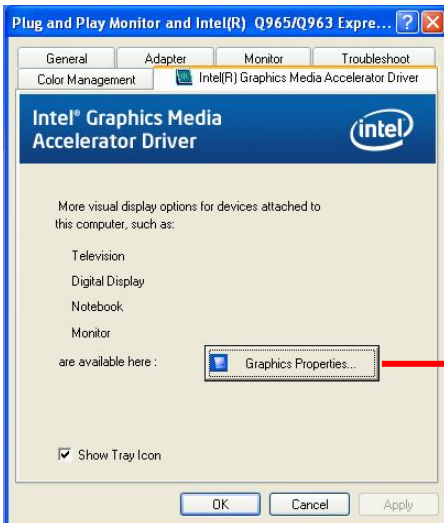 Plug and Play Monitor and Intel(R) Q965/Q963 Expre... ? X
General Adapter Monitor Troubleshoot
Color Management Intel(R) Graphics Media Accelerator Driver
Intel® Graphics Media
Accelerator Driver
intel
More visual display options for devices attached to
this computer, such as:
Television
Digital Display
Notebook
Monitor
are available here : Graphics Properties...
Show Tray Icon
OK Cancel Apply